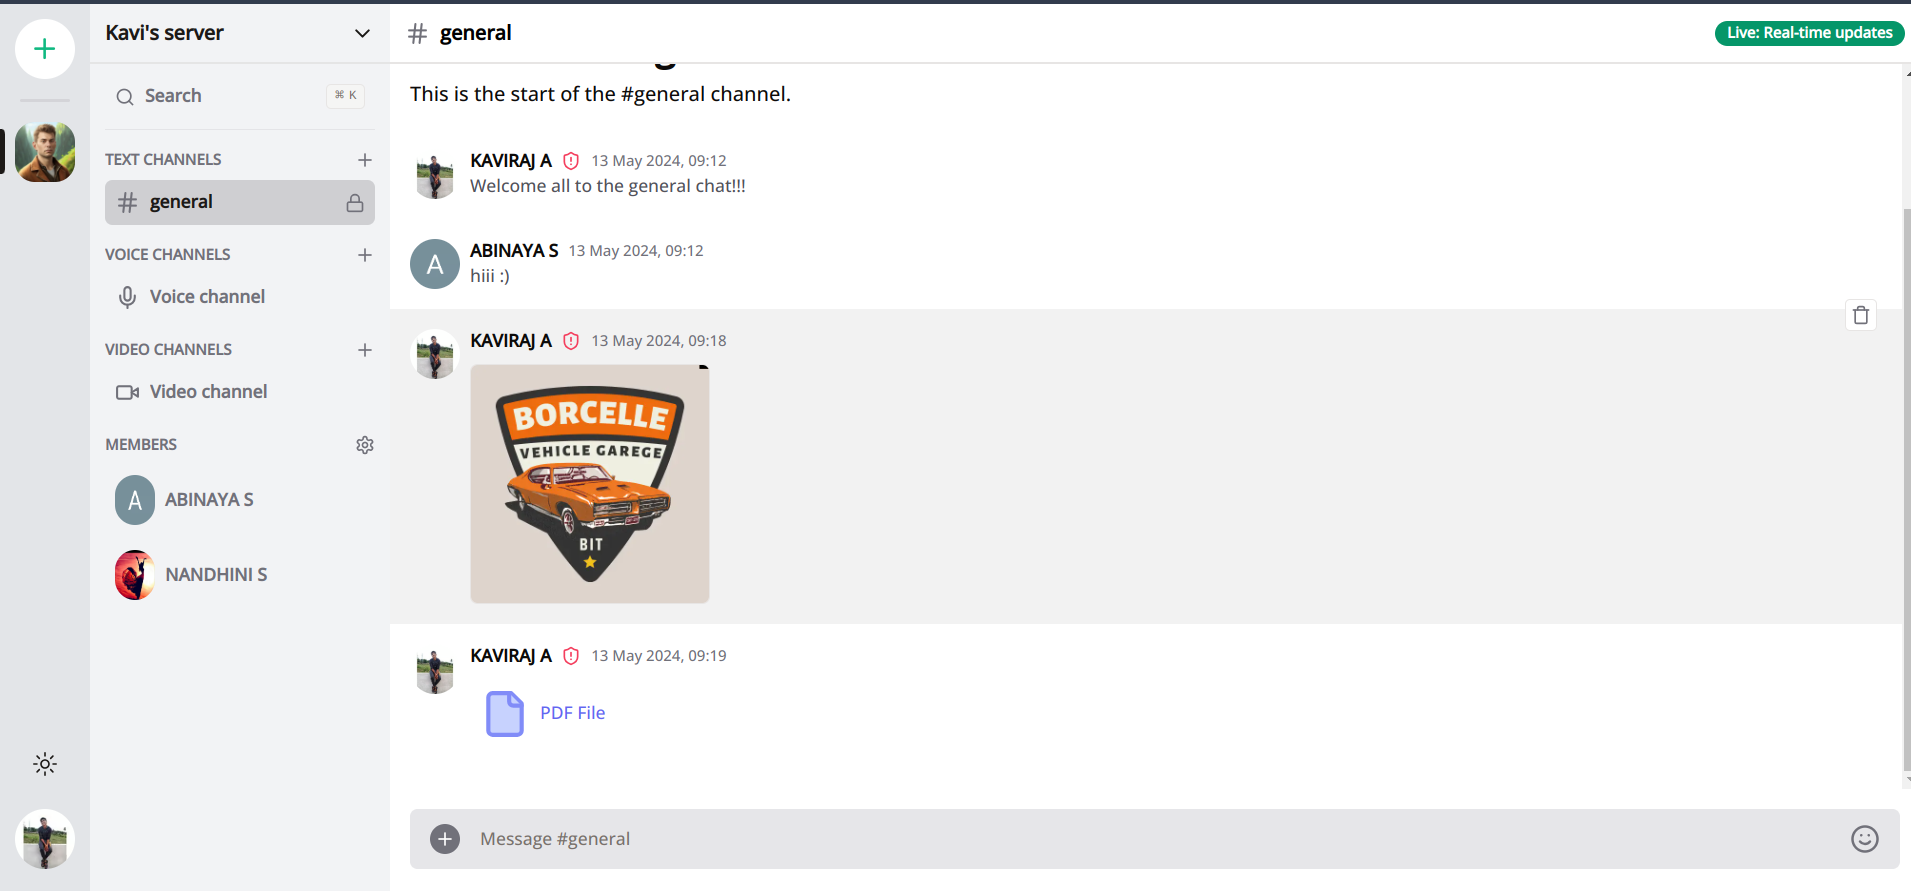 Kavi's server
Search
⌘ K
TEXT CHANNELS
general
VOICE CHANNELS
Voice channel
VIDEO CHANNELS
Video channel
MEMBERS
A
ABINAYA S
NANDHINI S
# general
Live: Real-time updates
This is the start of the #general channel.
KAVIRAJ A 13 May 2024, 09:12
Welcome all to the general chat!!!
A
ABINAYA S 13 May 2024, 09:12
hiii :)
KAVIRAJ A 13 May 2024, 09:18
BORCELLE
VEHICLE GAREGE
BIT
KAVIRAJ A 13 May 2024, 09:19
PDF File
Message #general